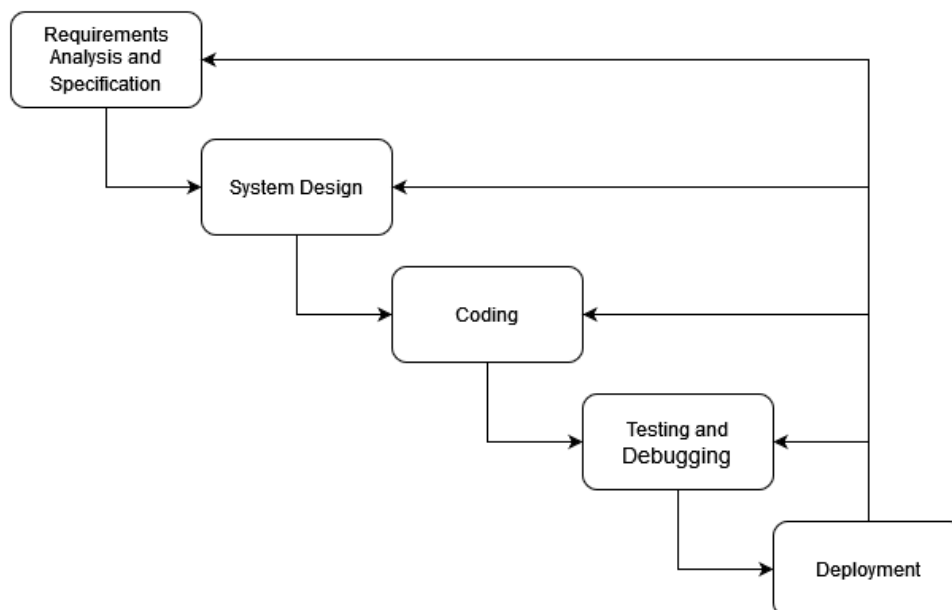 Requirements
Analysis and
Specification
System Design
Coding
Testing and
Debugging
Deployment